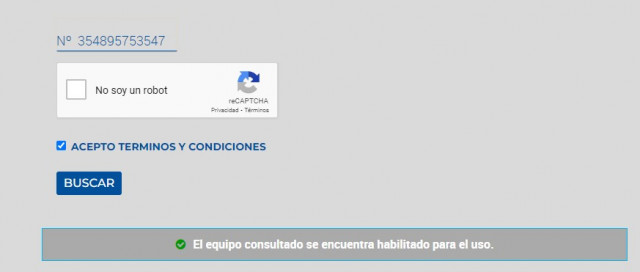 Nº 354895753547
No soy un robot
reCAPTCHA
Privacidad - Términos
ACEPTO TERMINOS Y CONDICIONES
BUSCAR
El equipo consultado se encuentra habilitado para el uso.